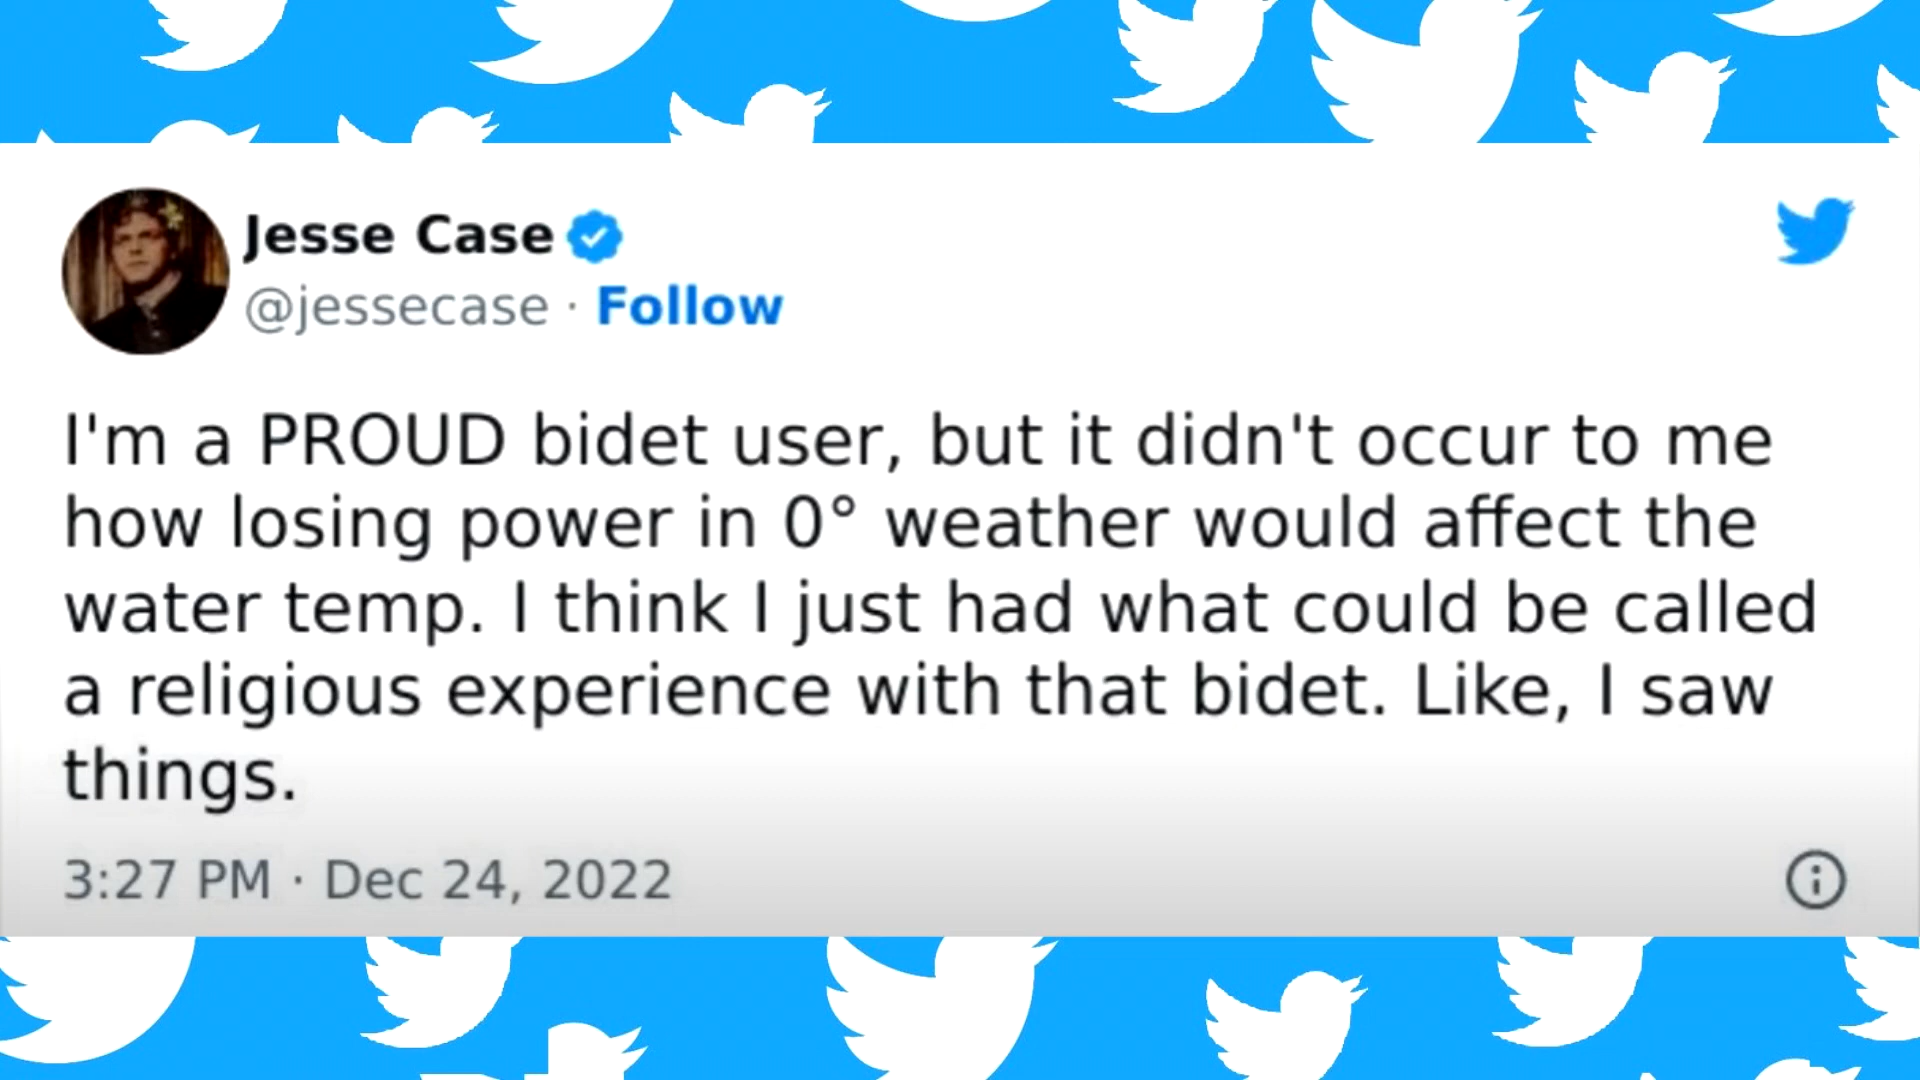 Jesse Case
@jessecase · Follow
I'm a PROUD bidet user, but it didn't occur to me
how losing power in 0° weather would affect the
water temp. I think I just had what could be called
a religious experience with that bidet. Like, I saw
things.
3:27 PM · Dec 24, 2022